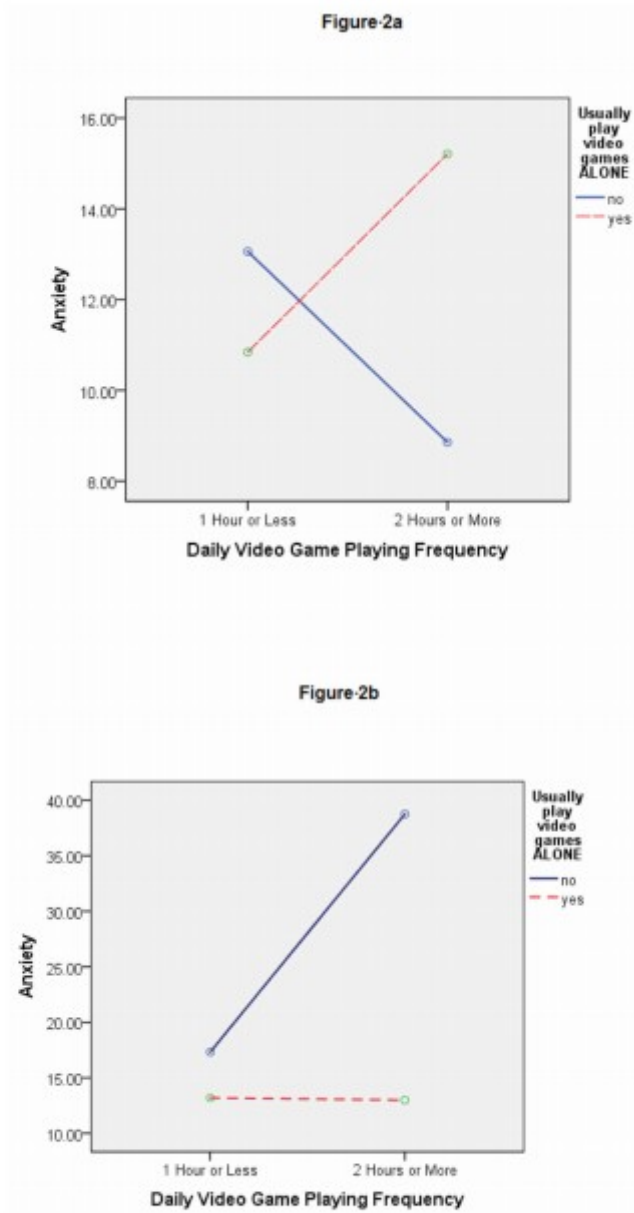 Figure-2a
Usually
play
video
games
ALONE
no
yes
16.00
14.00
12.00
10.00
8.00
Anxiety
1 Hour or Less
2 Hours or More
Daily Video Game Playing Frequency
Figure-2b
Usually
play
video
games
ALONE
no
yes
40.00
35.00
30.00
25.00
20.00
15.00
10.00
Anxiety
1 Hour or Less
2 Hours or More
Daily Video Game Playing Frequency